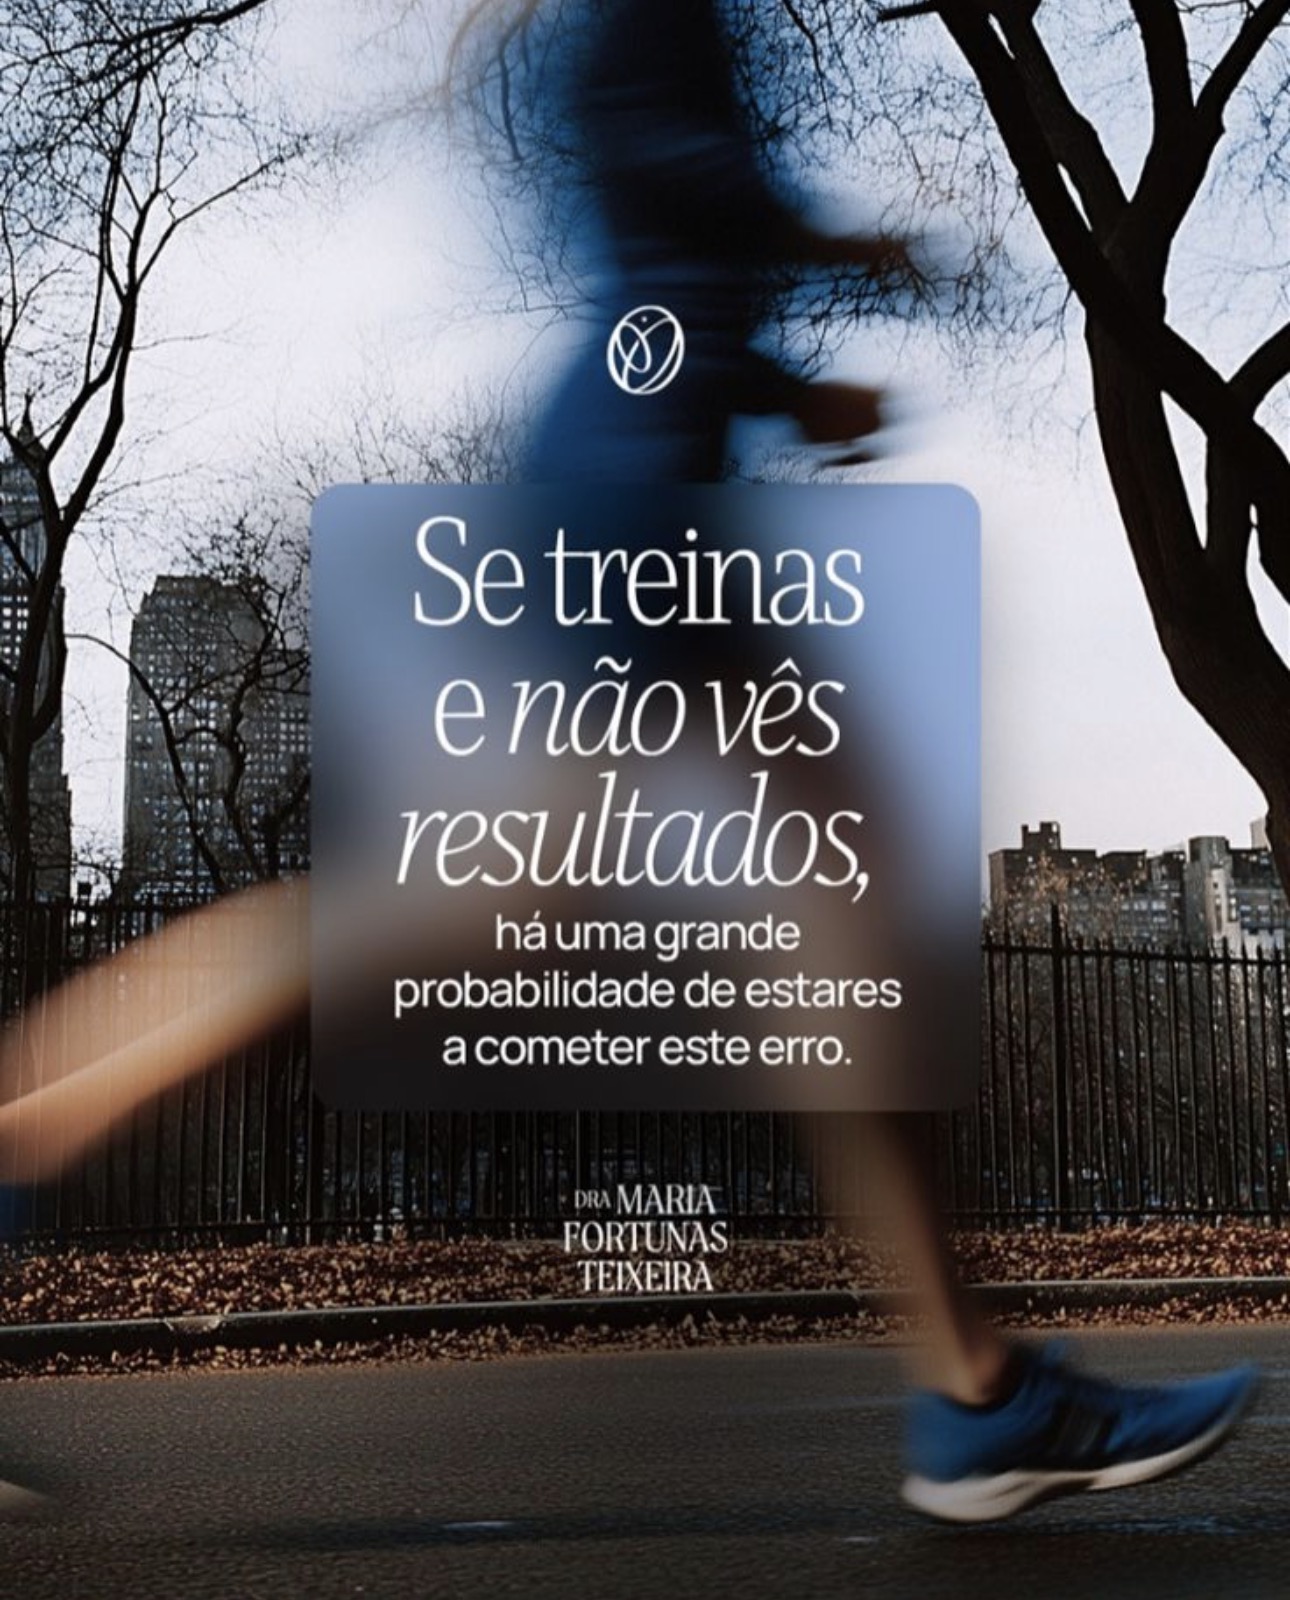 Se treinas
e não vês
resultados,
há uma grande
probabilidade de estares
a cometer este erro.
DRA MARIA
FORTUNAS
TEIXEIRA